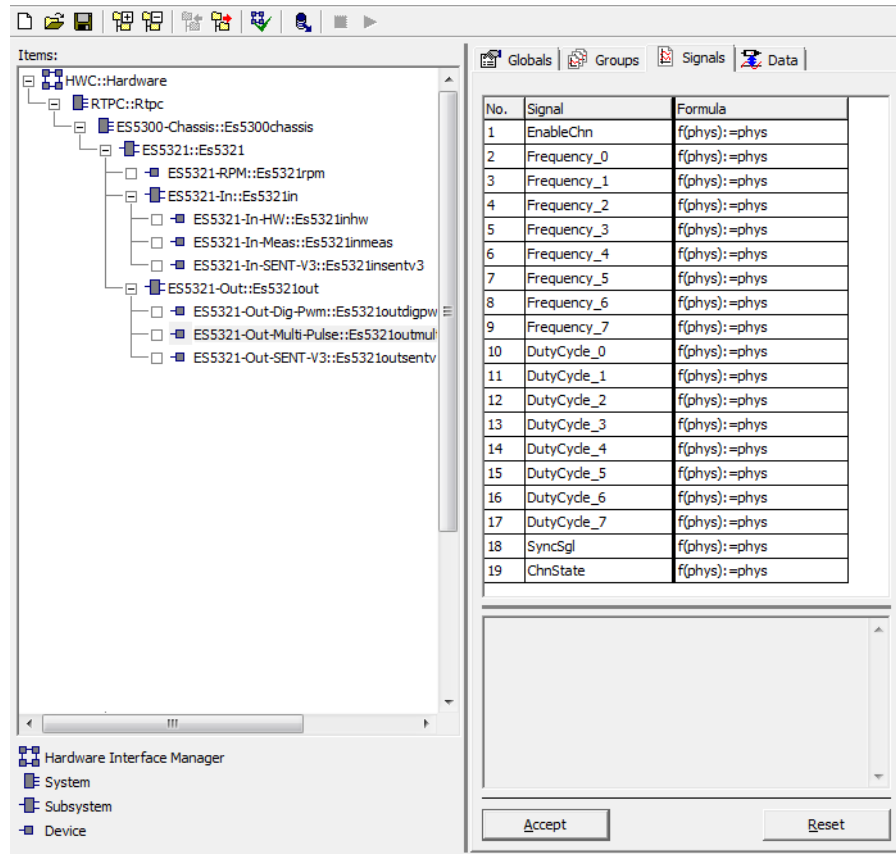 Items:
HWC::Hardware
RTPC::Rtpc
ES5300-Chassis::Es5300chassis
ES5321::Es5321
ES5321-RPM::Es5321rpm
ES5321-In::Es5321in
ES5321-In-HW::Es5321inhw
ES5321-In-Meas::Es5321inmeas
ES5321-In-SENT-V3::Es5321insentv3
ES5321-Out::Es5321out
ES5321-Out-Dig-Pwm::Es5321outdigpw
ES5321-Out-Multi-Pulse::Es5321outmul
ES5321-Out-SENT-V3::Es5321outsentv
Hardware Interface Manager
System
Subsystem
Device
Globals Groups Signals Data
No. Signal Formula
1 EnableChn f(phys):=phys
2 Frequency_0 f(phys):=phys
3 Frequency_1 f(phys):=phys
4 Frequency_2 f(phys):=phys
5 Frequency_3 f(phys):=phys
6 Frequency_4 f(phys):=phys
7 Frequency_5 f(phys):=phys
8 Frequency_6 f(phys):=phys
9 Frequency_7 f(phys):=phys
10 DutyCycle_0 f(phys):=phys
11 DutyCycle_1 f(phys):=phys
12 DutyCycle_2 f(phys):=phys
13 DutyCycle_3 f(phys):=phys
14 DutyCycle_4 f(phys):=phys
15 DutyCycle_5 f(phys):=phys
16 DutyCycle_6 f(phys):=phys
17 DutyCycle_7 f(phys):=phys
18 SyncSgl f(phys):=phys
19 ChnState f(phys):=phys
Accept Reset